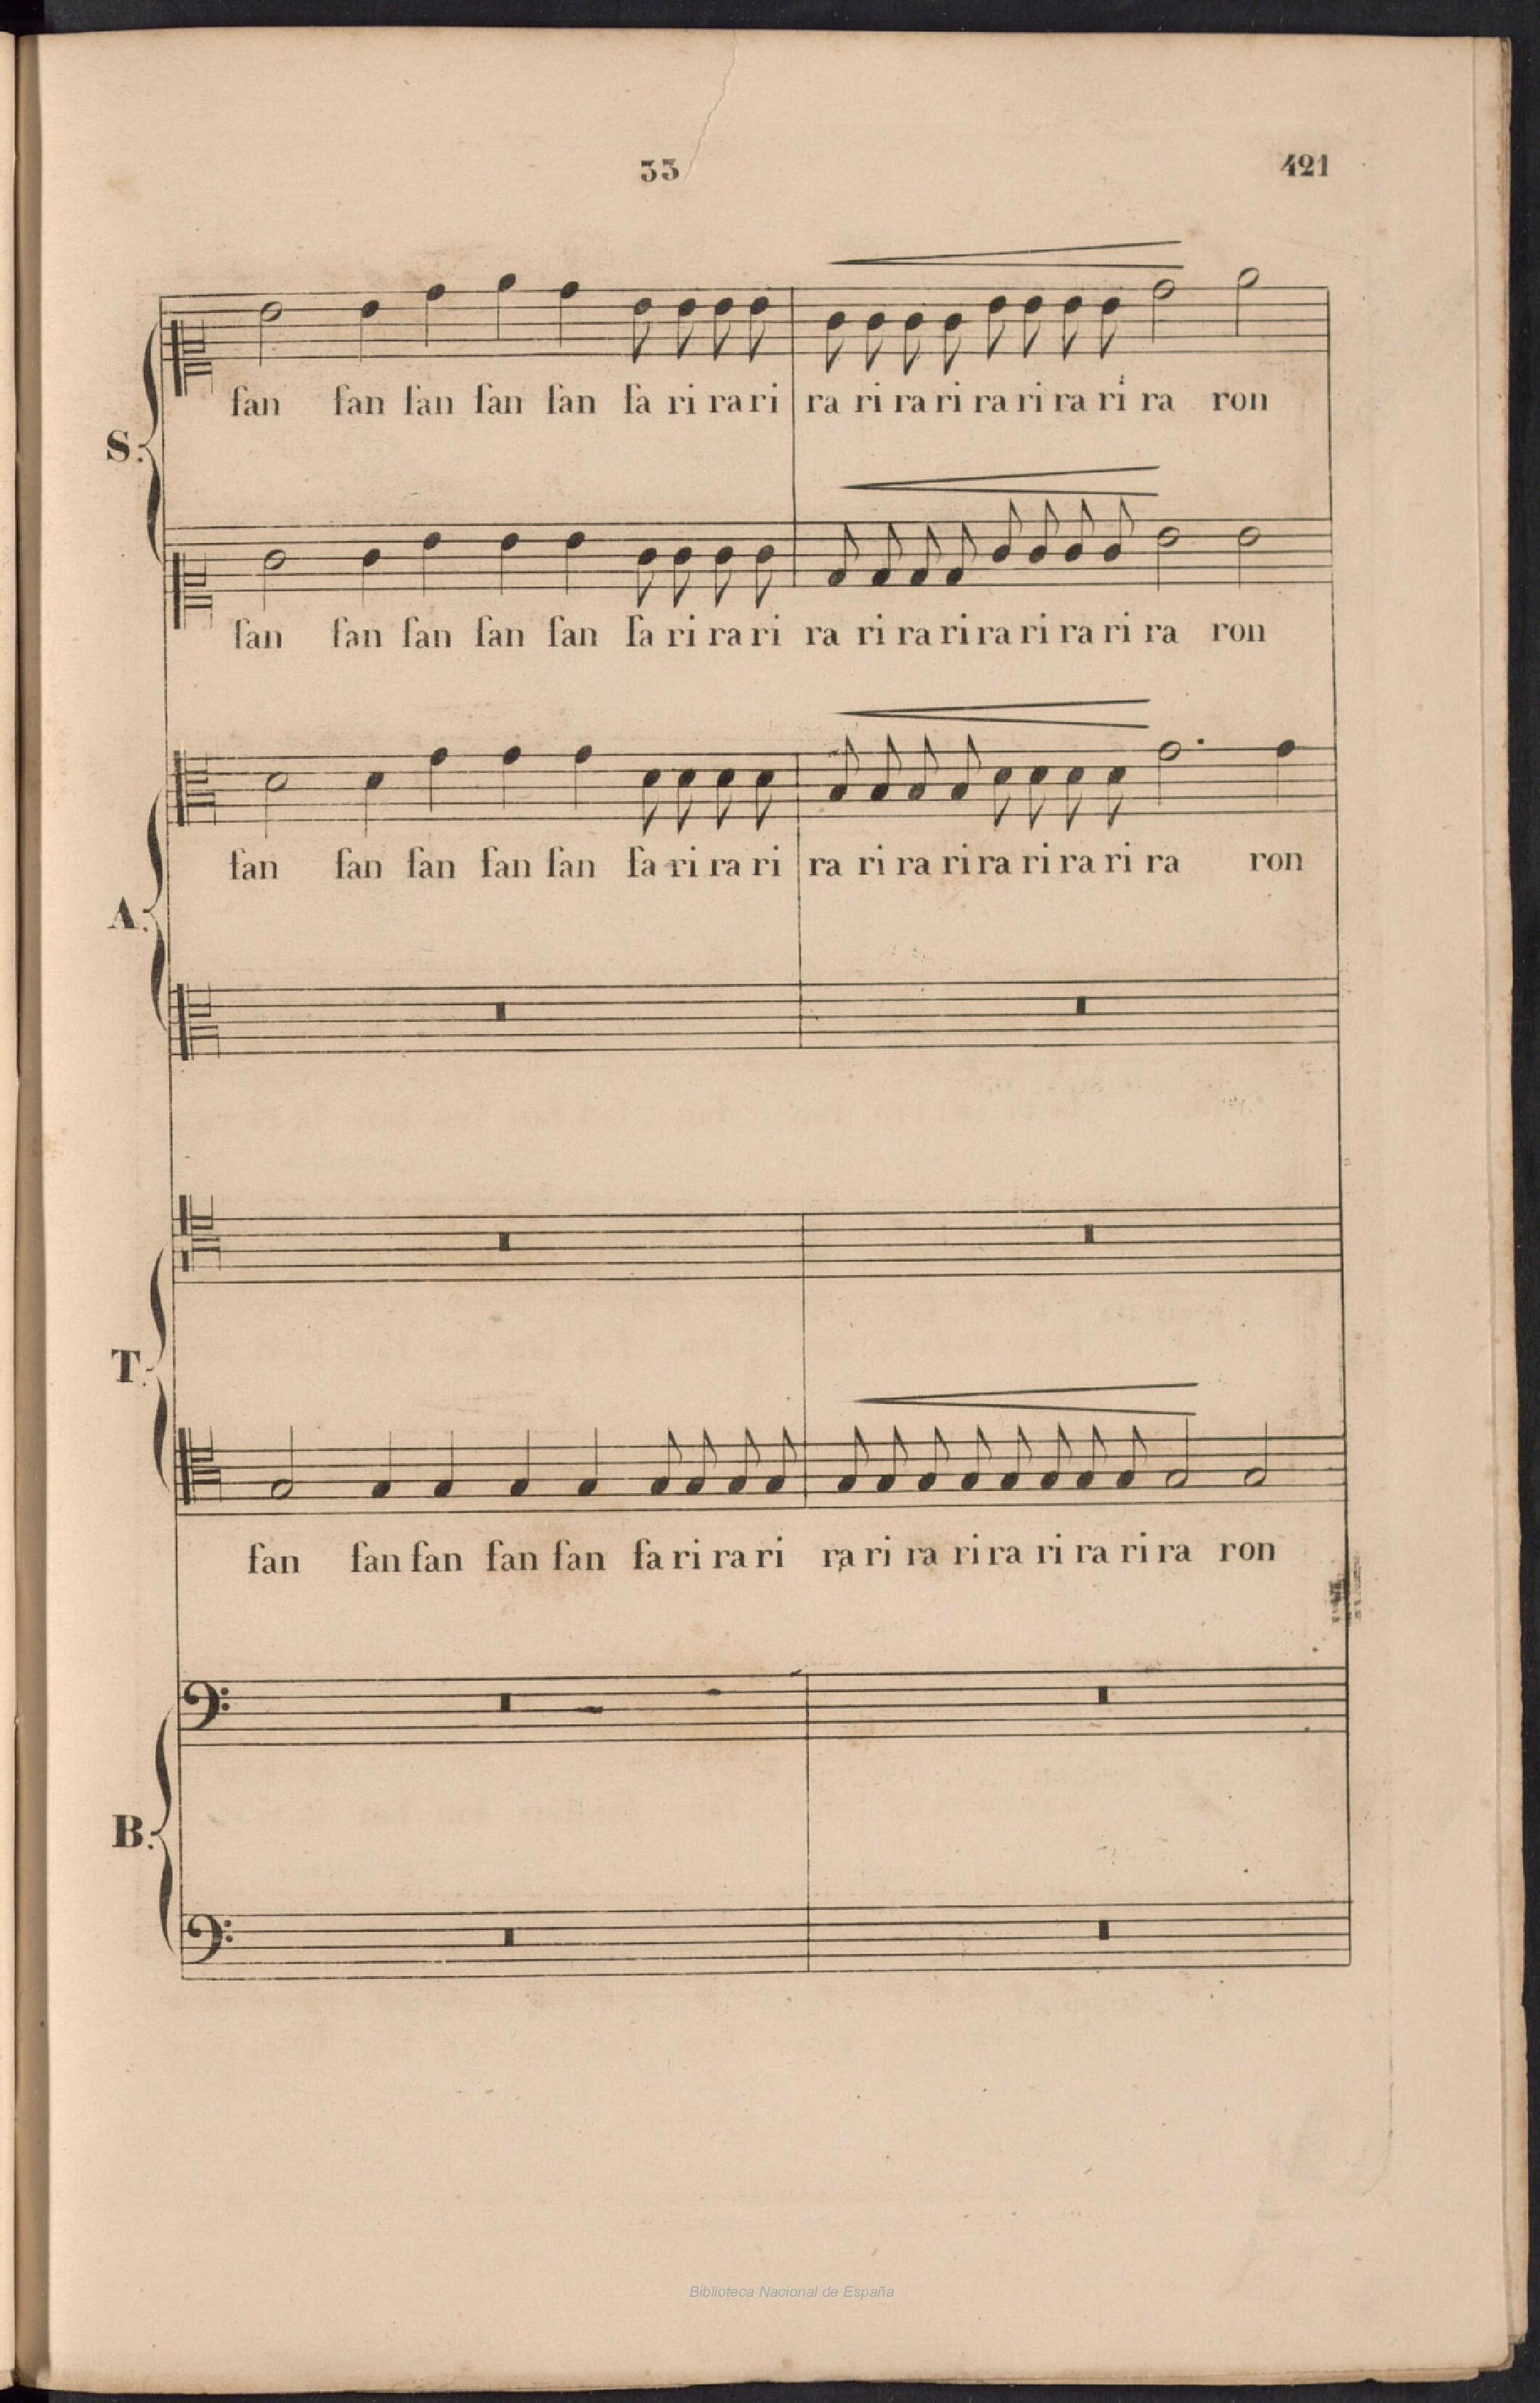 33 421
fan fan fan fan fan fa ri ra ri ra ri ra ri ra ri ra ri ra ron
S.
fan fan fan fan fan fa ri ra ri ra ri ra ri ra ri ra ri ra ron
fan fan fan fan fan fa ri ra ri ra ri ra ri ra ri ra ri ra ron
A.
T.
fan fan fan fan fan fa ri ra ri ra ri ra ri ra ri ra ri ra ron
B.
Biblioteca Nacional de España